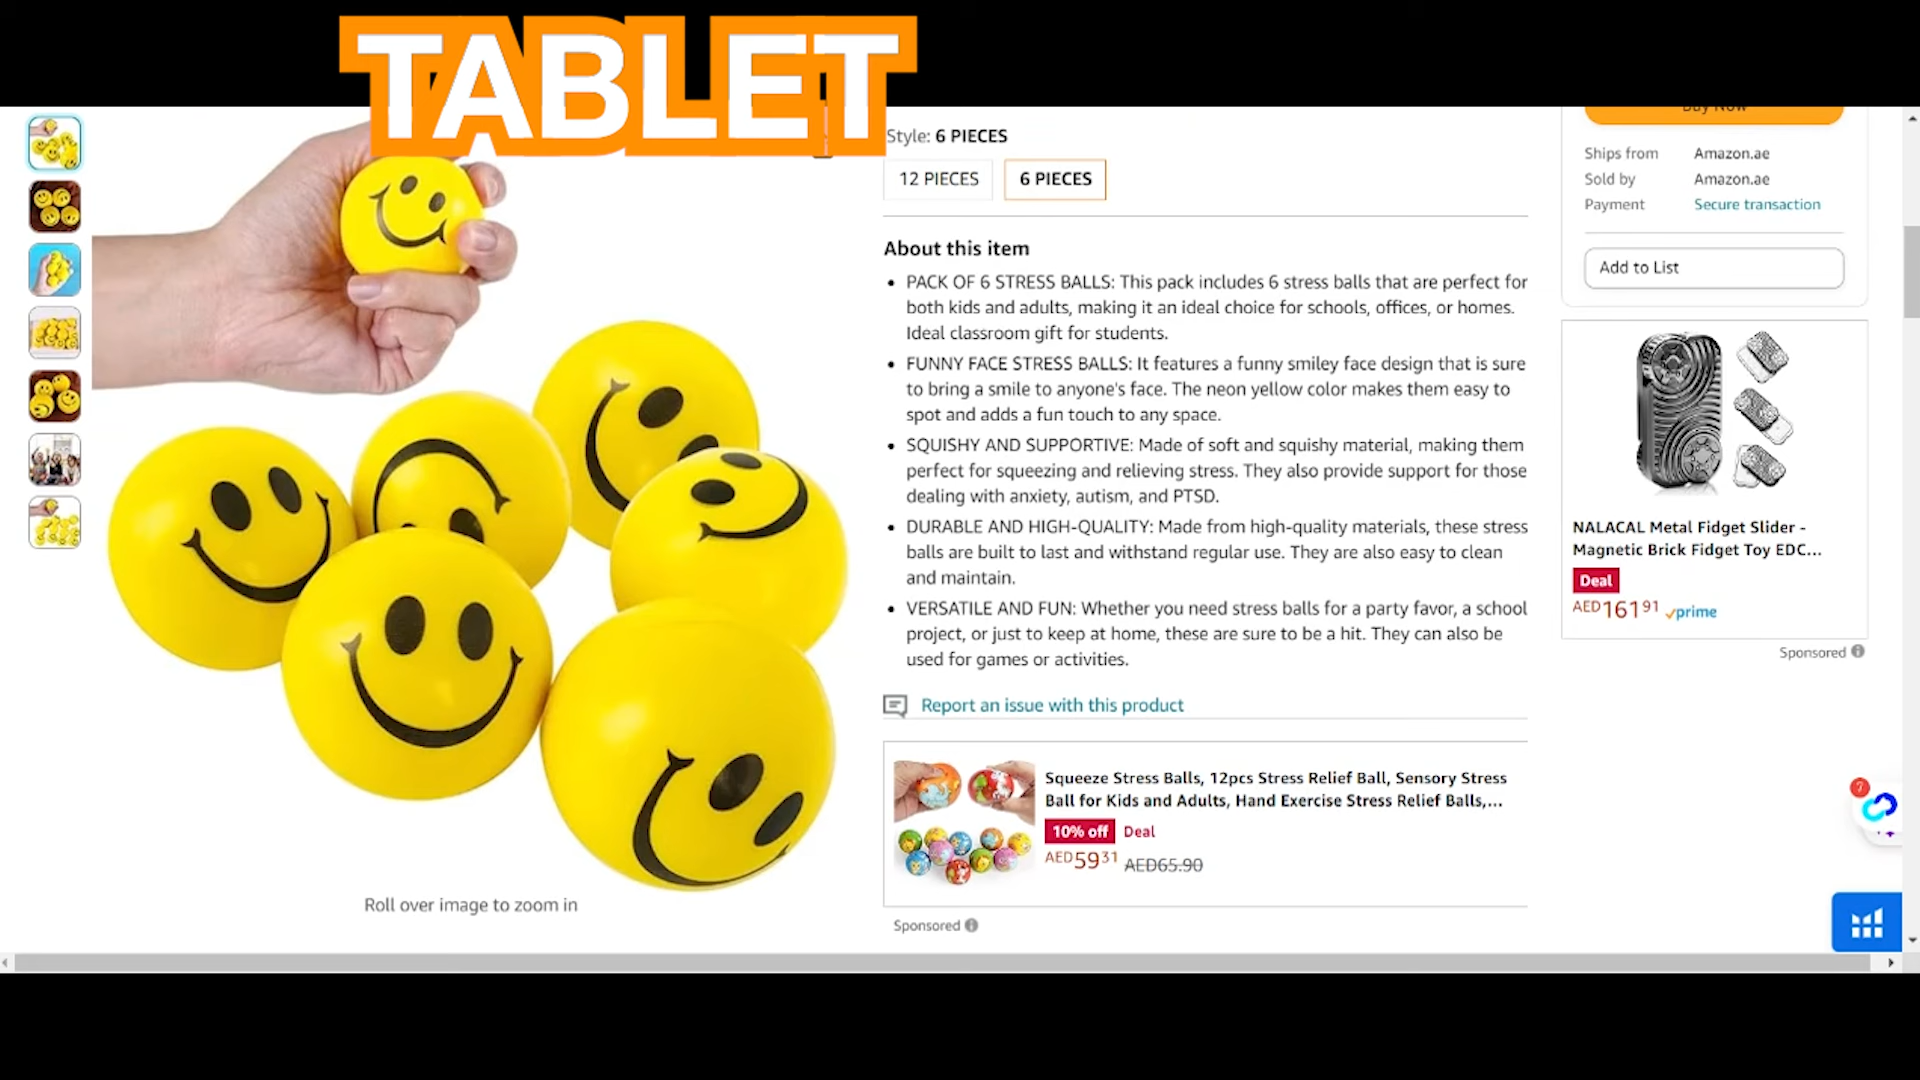 TABLET
Buy Now
Style: 6 PIECES
12 PIECES
6 PIECES
About this item
PACK OF 6 STRESS BALLS: This pack includes 6 stress balls that are perfect for
both kids and adults, making it an ideal choice for schools, offices, or homes.
Ideal classroom gift for students.
FUNNY FACE STRESS BALLS: It features a funny smiley face design that is sure
to bring a smile to anyone's face. The neon yellow color makes them easy to
spot and adds a fun touch to any space.
SQUISHY AND SUPPORTIVE: Made of soft and squishy material, making them
perfect for squeezing and relieving stress. They also provide support for those
dealing with anxiety, autism, and PTSD.
DURABLE AND HIGH-QUALITY: Made from high-quality materials, these stress
balls are built to last and withstand regular use. They are also easy to clean
and maintain.
VERSATILE AND FUN: Whether you need stress balls for a party favor, a school
project, or just to keep at home, these are sure to be a hit. They can also be
used for games or activities.
Report an issue with this product
Squeeze Stress Balls, 12pcs Stress Relief Ball, Sensory Stress
Ball for Kids and Adults, Hand Exercise Stress Relief Balls,...
10% off Deal
AED59.31 AED65.90
Sponsored
Roll over image to zoom in
Ships from Amazon.ae
Sold by Amazon.ae
Payment Secure transaction
Add to List
NALACAL Metal Fidget Slider -
Magnetic Brick Fidget Toy EDC...
Deal
AED161.91 prime
Sponsored
7